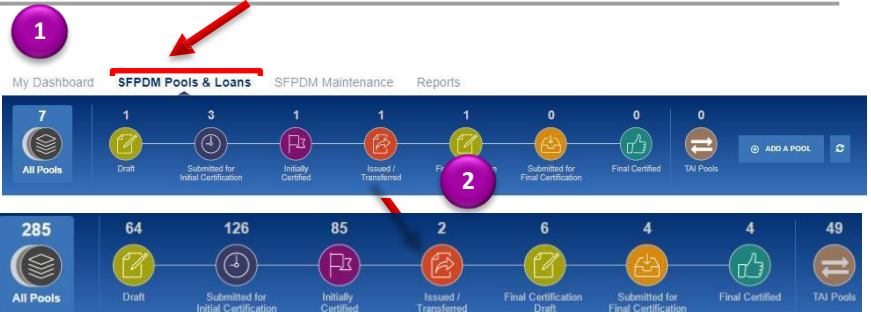 1
My Dashboard SFPDM Pools & Loans SFPDM Maintenance Reports
7 1 3 1 1 1 0 0 0
All Pools Draft Submitted for Initially Issued / Submitted for Final Certified TAI Pools ADD A POOL
Initial Certification Certified Transferred Final Certification
2
285 64 126 85 2 6 4 4 49
All Pools Draft Submitted for Initially Issued / Final Certification Submitted for Final Certified TAI Pools
Initial Certification Certified Transferred Draft Final Certification